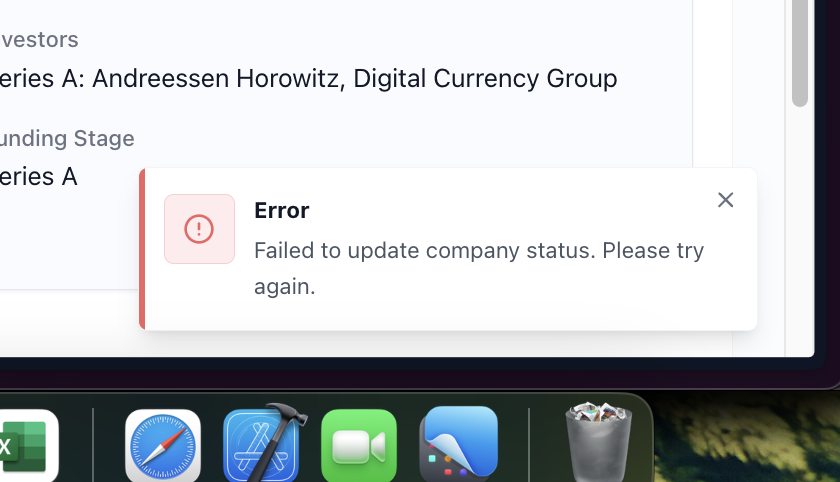 vestors
eries A: Andreessen Horowitz, Digital Currency Group
unding Stage
eries A
Error
Failed to update company status. Please try
again.
X